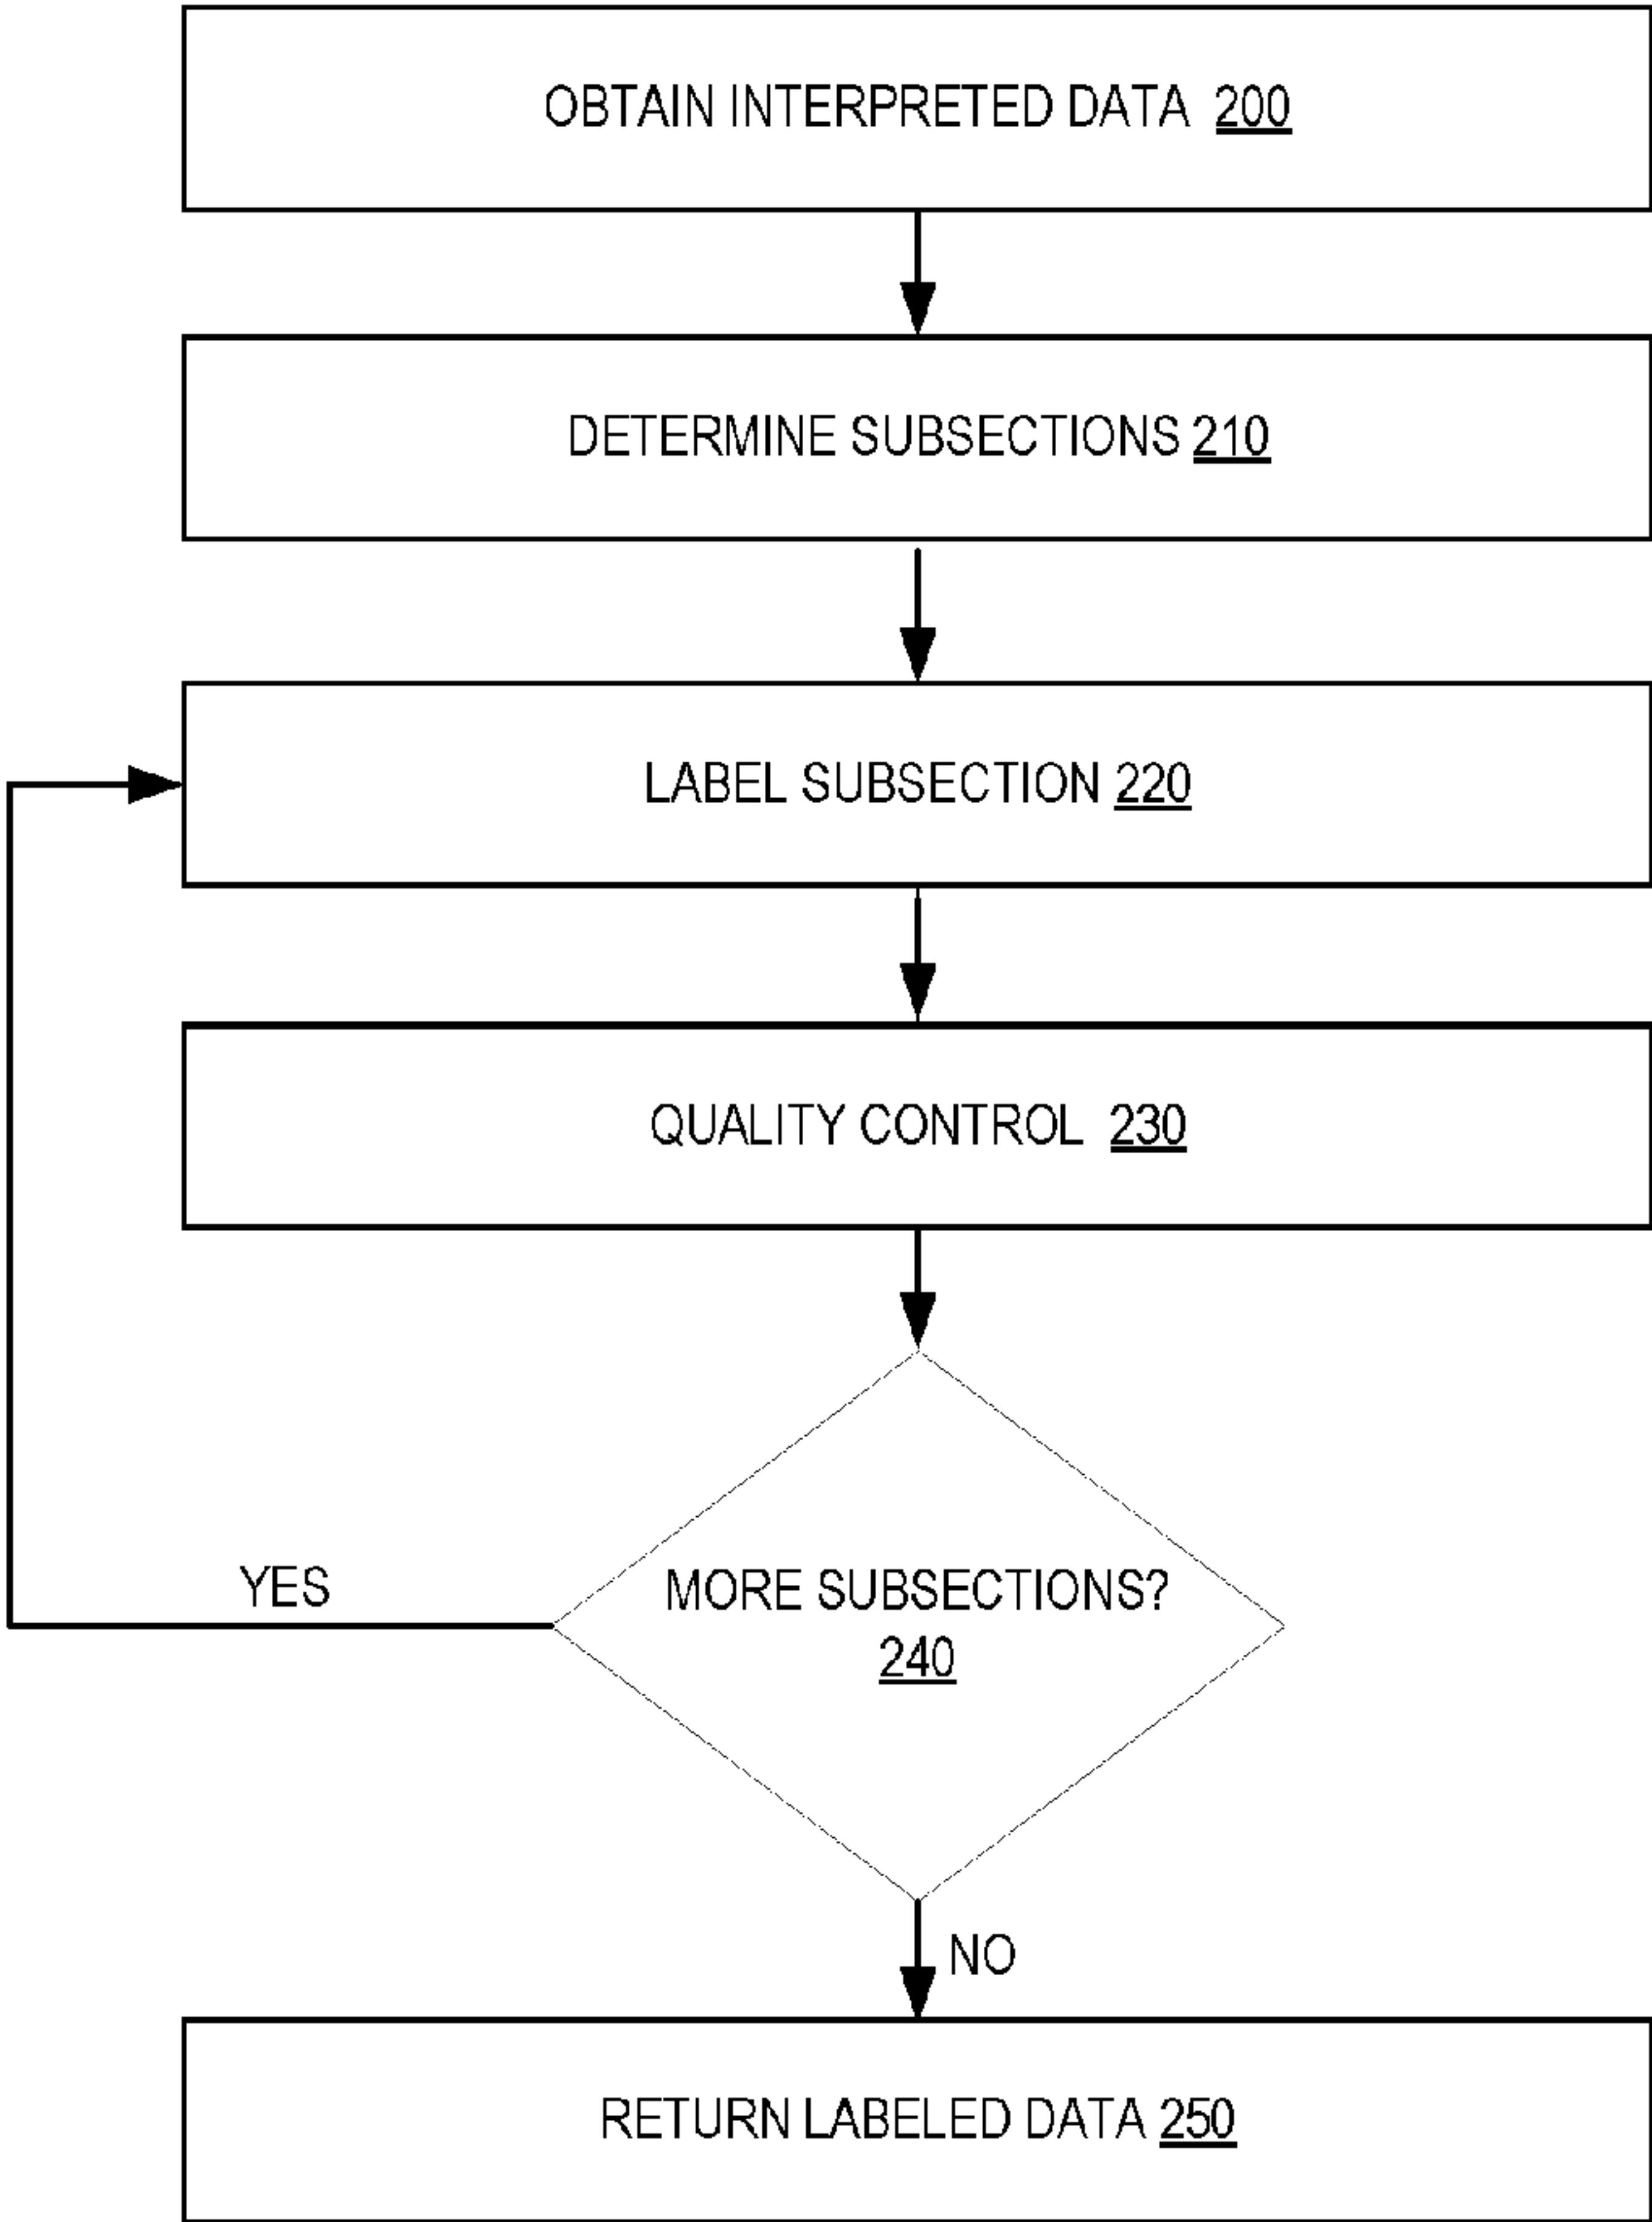 OBTAIN INTERPRETED DATA 200
DETERMINE SUBSECTIONS 210
LABEL SUBSECTION 220
QUALITY CONTROL 230
YES
MORE SUBSECTIONS?
240
NO
RETURN LABELED DATA 250